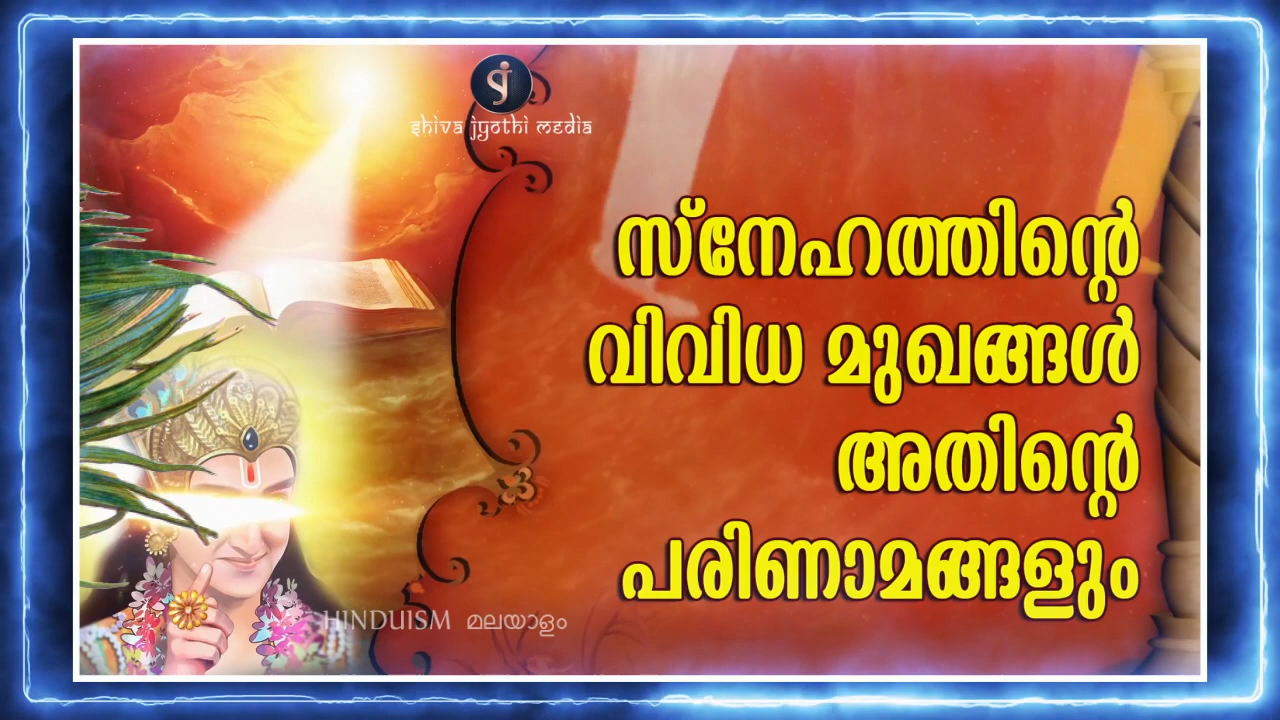 SJ
shiva jyothi media
സ്നേഹത്തിന്റെ
വിവിധ മുഖങ്ങൾ
അതിന്റെ
പരിണാമങ്ങളും
HINDUISM മലയാളം